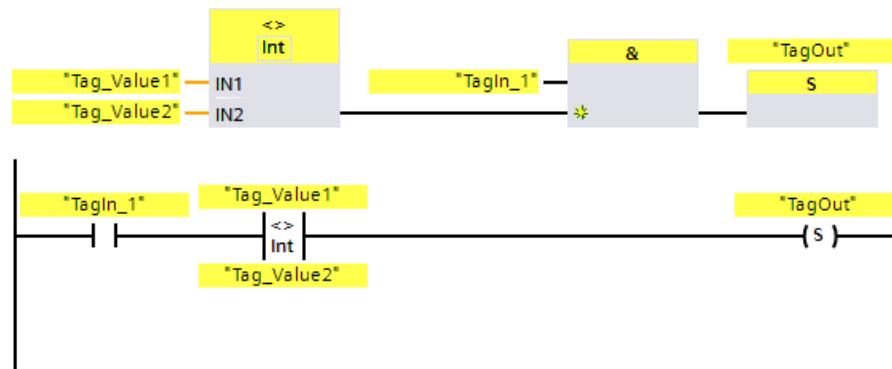 <>
Int
&
"TagOut"
"Tag_Value1"
IN1
"TagIn_1"
S
"Tag_Value2"
IN2
"TagIn_1"
"Tag_Value1"
"TagOut"
<>
Int
S
"Tag_Value2"